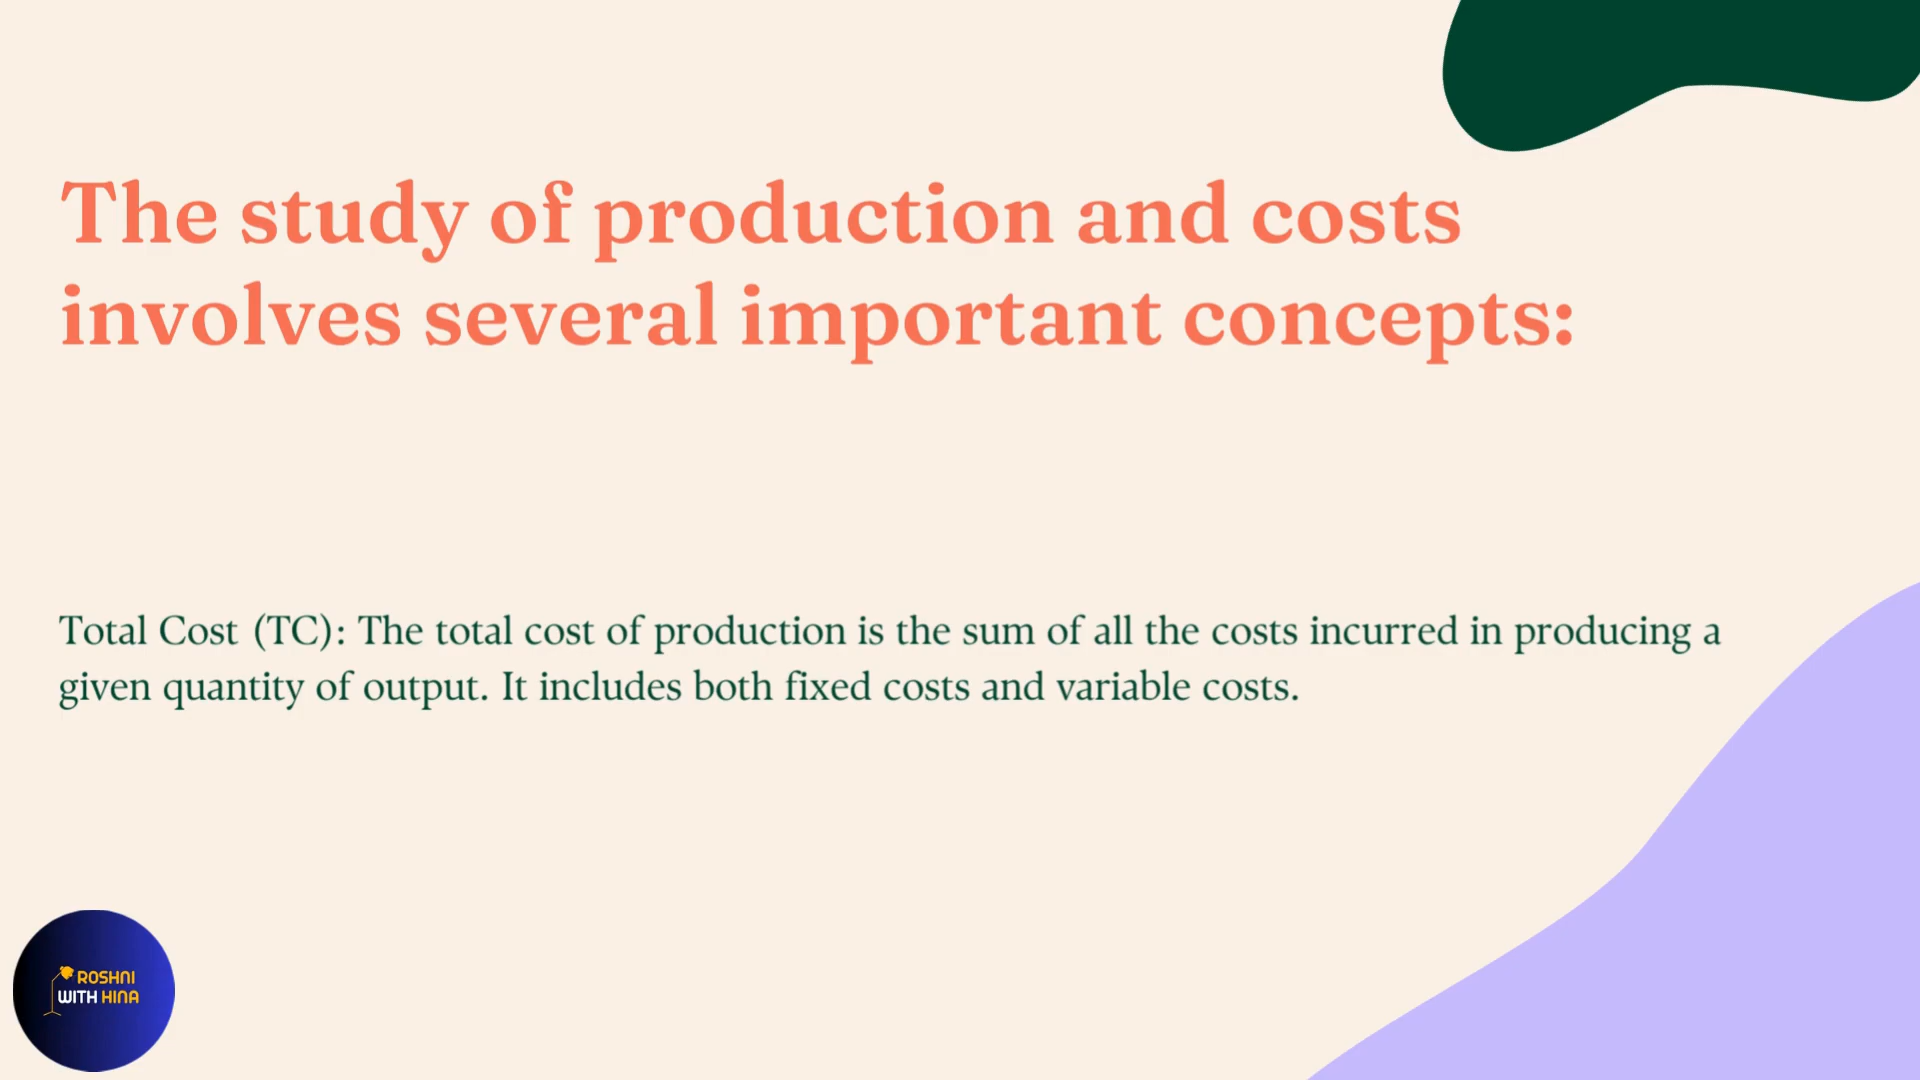 The study of production and costs
involves several important concepts:
Total Cost (TC): The total cost of production is the sum of all the costs incurred in producing a
given quantity of output. It includes both fixed costs and variable costs.
ROSHNI
WITH HINA